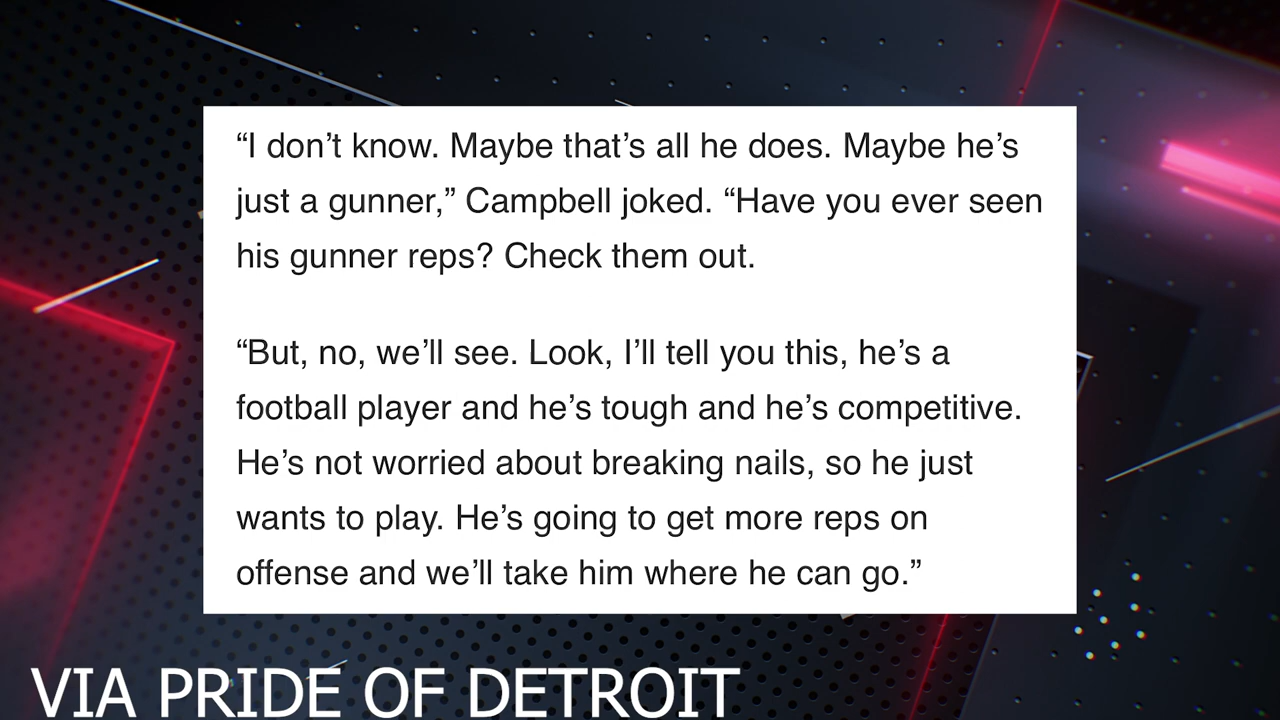 “I don’t know. Maybe that’s all he does. Maybe he’s
just a gunner,” Campbell joked. “Have you ever seen
his gunner reps? Check them out.
“But, no, we’ll see. Look, I’ll tell you this, he’s a
football player and he’s tough and he’s competitive.
He’s not worried about breaking nails, so he just
wants to play. He’s going to get more reps on
offense and we’ll take him where he can go.”
VIA PRIDE OF DETROIT